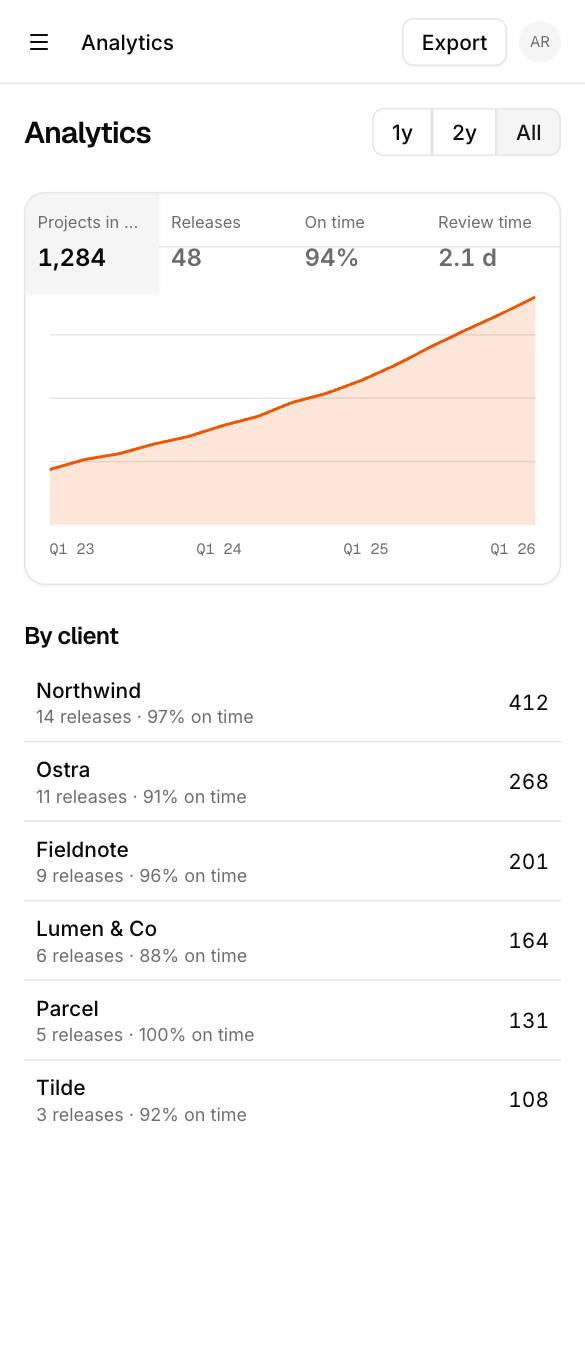 Analytics
Export
AR
Analytics
1y
2y
All
Projects in ...
Releases
On time
Review time
1,284
48
94%
2.1 d
Q1 23
Q1 24
Q1 25
Q1 26
By client
Northwind
14 releases · 97% on time
412
Ostra
11 releases · 91% on time
268
Fieldnote
9 releases · 96% on time
201
Lumen & Co
6 releases · 88% on time
164
Parcel
5 releases · 100% on time
131
Tilde
3 releases · 92% on time
108